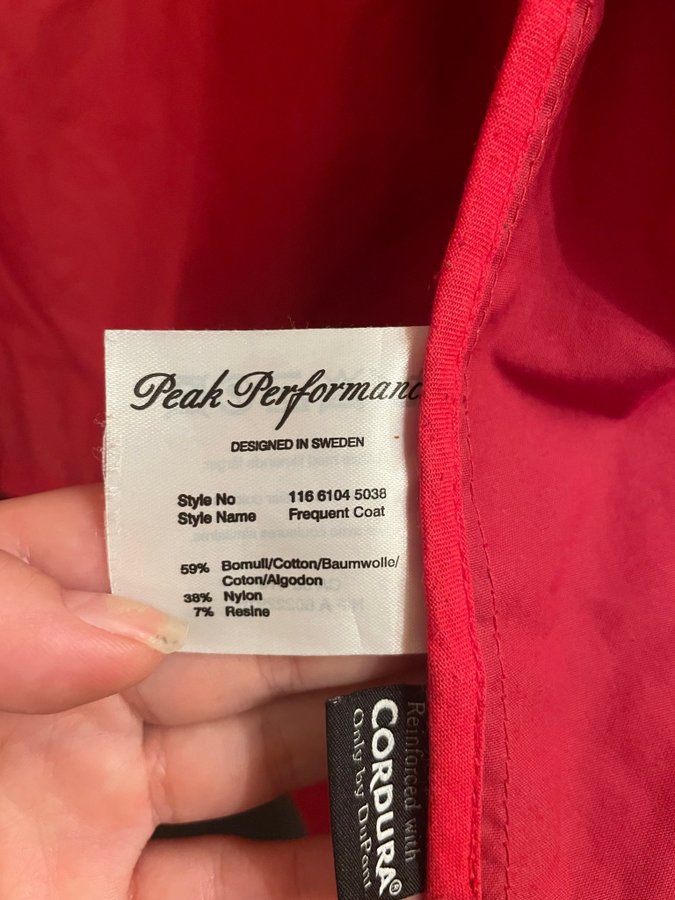 Peak Performanc
DESIGNED IN SWEDEN
Style No 116 6104 5038
Style Name Frequent Coat
59% Bomull/Cotton/Baumwolle/
Coton/Algodon
38% Nylon
7% Resine
Reinforced with
CORDURA®
Only by DuPont